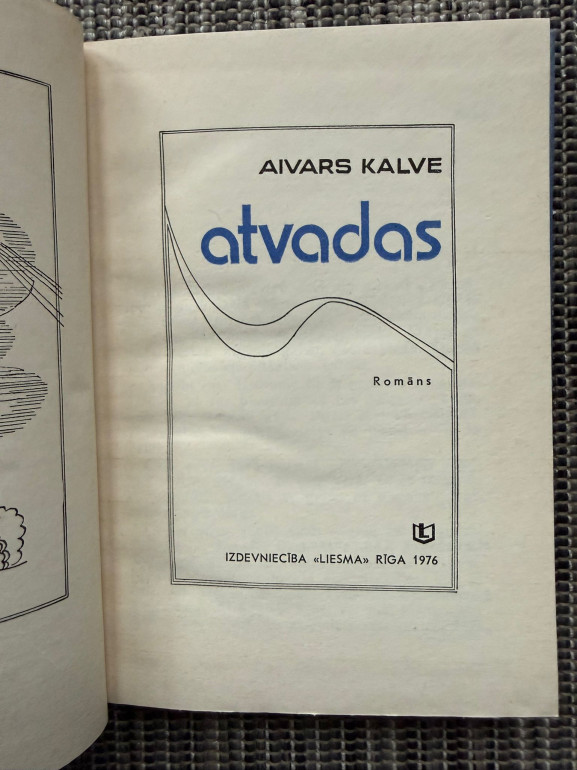 AIVARS KALVE
atvadas
Romāns
IZDEVNIECĪBA «LIESMA» RĪGA 1976